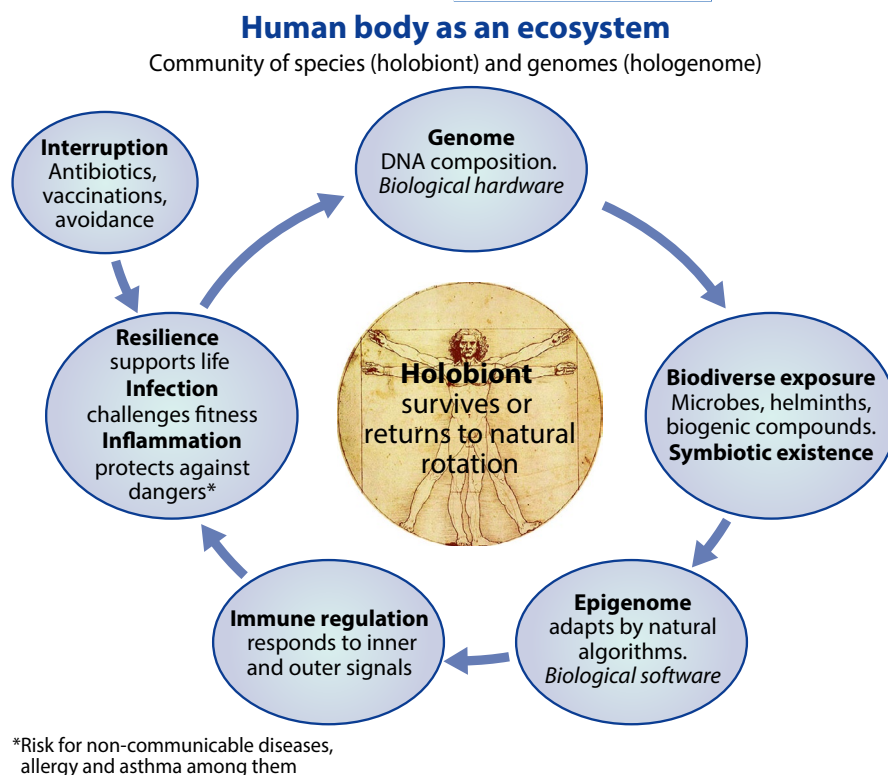 Human body as an ecosystem
Community of species (holobiont) and genomes (hologenome)
Interruption
Antibiotics,
vaccinations,
avoidance
Genome
DNA composition.
Biological hardware
Resilience
supports life
Infection
challenges fitness
Inflammation
protects against
dangers*
Holobiont
survives or
returns to natural
rotation
Biodiverse exposure
Microbes, helminths,
biogenic compounds.
Symbiotic existence
Immune regulation
responds to inner
and outer signals
Epigenome
adapts by natural
algorithms.
Biological software
*Risk for non-communicable diseases,
allergy and asthma among them